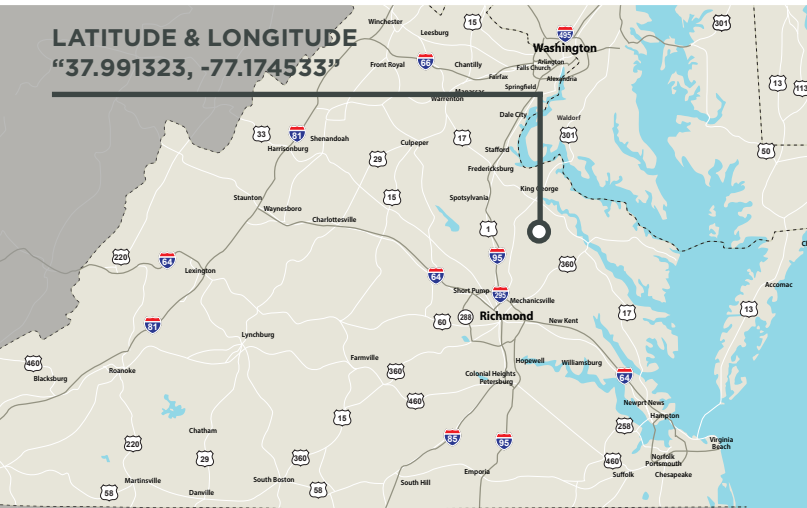 LATITUDE & LONGITUDE
“37.991323, -77.174533”
Winchester
15
Leesburg
495
301
Washington
Front Royal
66
Chantilly
Falls Church
Arlington
Fairfax
Alexandria
Springfield
Manassas
Warrenton
13
113
Dale City
Waldorf
33
81
Shenandoah
Harrisonburg
Culpeper
17
301
Stafford
29
50
Fredericksburg
King George
Staunton
15
Spotsylvania
Waynesboro
Charlottesville
1
220
64
95
360
Lexington
64
Short Pump
295
Mechanicsville
Accomac
81
60
288
Richmond
New Kent
17
13
Lynchburg
460
Blacksburg
Roanoke
Farmville
360
Hopewell
Williamsburg
Colonial Heights
Petersburg
64
460
Newprt News
Hampton
15
Chatham
258
220
85
95
Virginia
Beach
29
360
460
Norfolk
Portsmouth
Suffolk
Chesapeake
Emporia
Martinsville
58
Danville
South Boston
58
South Hill